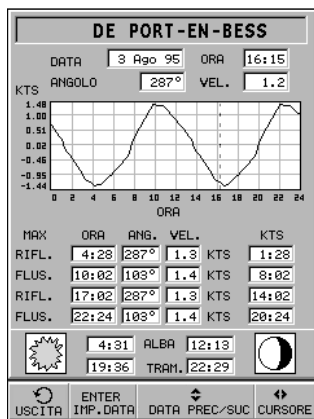 DE PORT-EN-BESS
DATA 3 Ago 95 ORA 16:15
ANGOLO 287° VEL. 1.2
KTS
1.48
1.00
0.51
0.02
-0.46
-0.95
-1.44
0 2 4 6 8 10 12 14 16 18 20 22 24
ORA
MAX ORA ANG. VEL. KTS
RIFL. 4:28 287° 1.3 KTS 1:28
FLUS. 10:02 103° 1.4 KTS 8:02
RIFL. 17:02 287° 1.3 KTS 14:02
FLUS. 22:24 103° 1.4 KTS 20:24
4:31 ALBA 12:13
19:36 TRAM. 22:29
USCITA ENTER IMP.DATA DATA PREC/SUC CURSORE